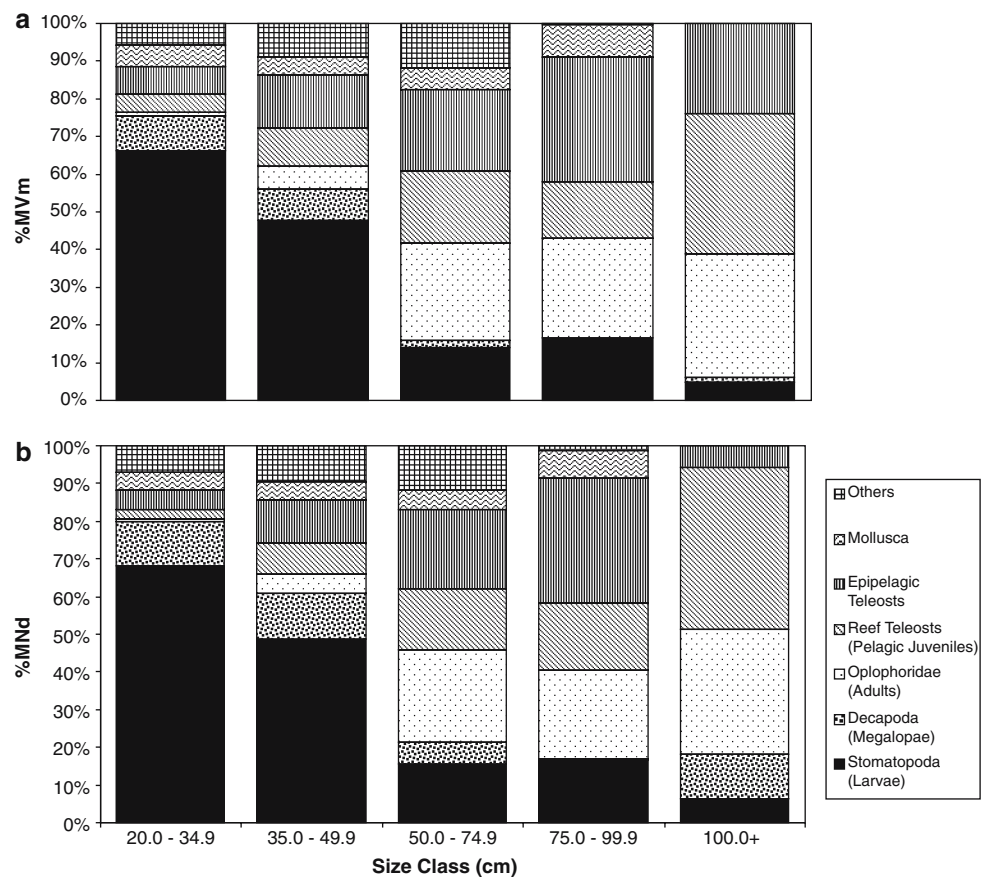 a
100%
90%
80%
70%
60%
50%
40%
30%
20%
10%
0%
%MVm
b
100%
90%
80%
70%
60%
50%
40%
30%
20%
10%
0%
%MNd
20.0 - 34.9
35.0 - 49.9
50.0 - 74.9
75.0 - 99.9
100.0+
Size Class (cm)
Others
Mollusca
Epipelagic
Teleosts
Reef Teleosts
(Pelagic Juveniles)
Oplophoridae
(Adults)
Decapoda
(Megalopae)
Stomatopoda
(Larvae)